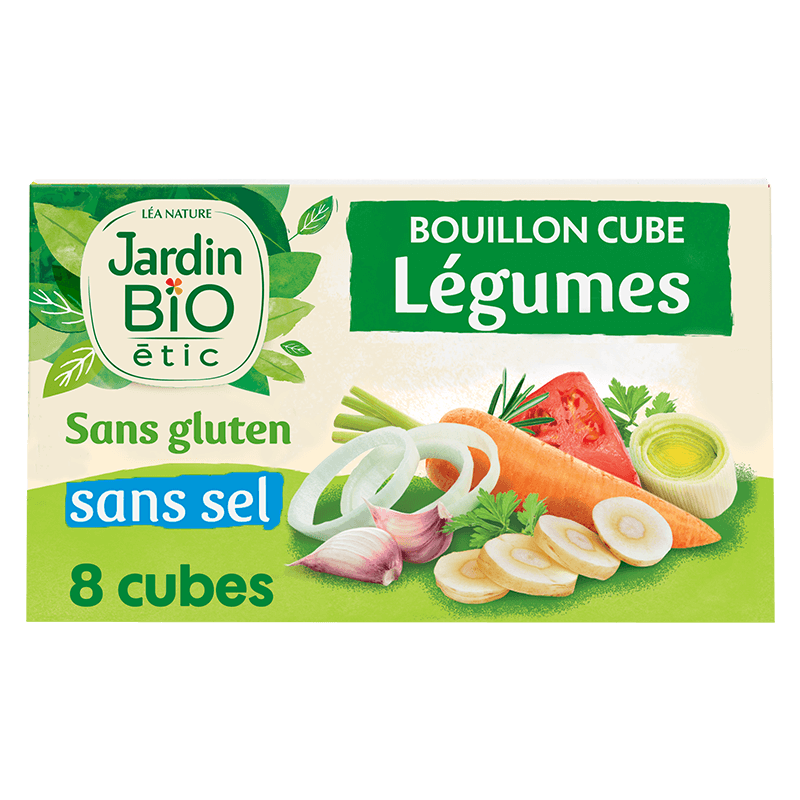 LÉA NATURE
Jardin
BiO
ētic
BOUILLON CUBE
Légumes
Sans gluten
sans sel
8 cubes